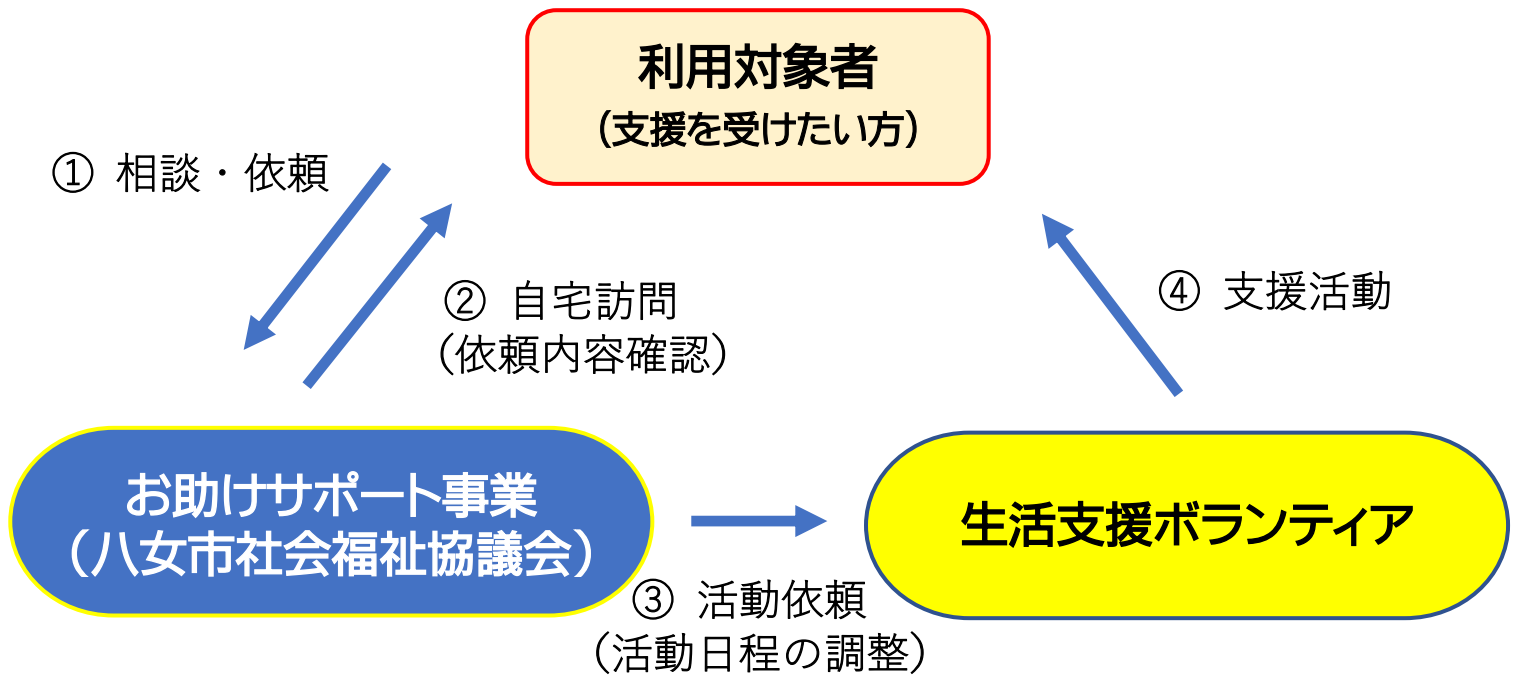 利用対象者
（支援を受けたい方）
① 相談・依頼
② 自宅訪問
（依頼内容確認）
④ 支援活動
お助けサポート事業
（八女市社会福祉協議会）
生活支援ボランティア
③ 活動依頼
（活動日程の調整）